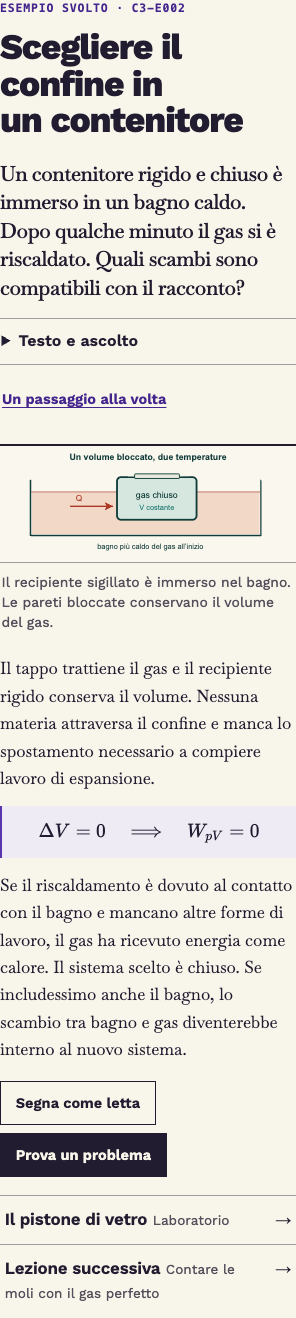 ESEMPIO SVOLTO · C3–E002
Scegliere il
confine in
un contenitore
Un contenitore rigido e chiuso è
immerso in un bagno caldo.
Dopo qualche minuto il gas si è
riscaldato. Quali scambi sono
compatibili con il racconto?
▶ Testo e ascolto
Un passaggio alla volta
Un volume bloccato, due temperature
Q
gas chiuso
V costante
bagno più caldo del gas all'inizio
Il recipiente sigillato è immerso nel bagno.
Le pareti bloccate conservano il volume
del gas.
Il tappo trattiene il gas e il recipiente
rigido conserva il volume. Nessuna
materia attraversa il confine e manca lo
spostamento necessario a compiere
lavoro di espansione.
ΔV = 0 ⟹ W_{pV} = 0
Se il riscaldamento è dovuto al contatto
con il bagno e mancano altre forme di
lavoro, il gas ha ricevuto energia come
calore. Il sistema scelto è chiuso. Se
includessimo anche il bagno, lo
scambio tra bagno e gas diventerebbe
interno al nuovo sistema.
Segna come letta
Prova un problema
Il pistone di vetro Laboratorio →
Lezione successiva Contare le →
moli con il gas perfetto